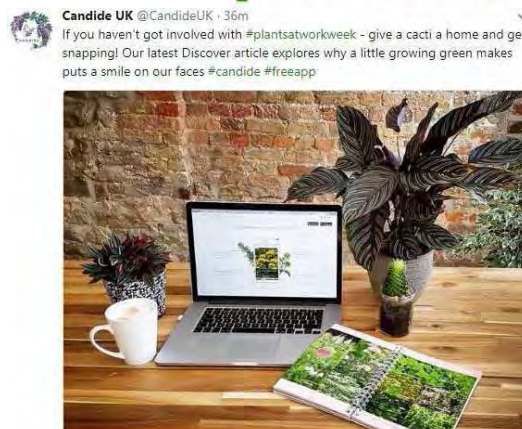 Candide UK @CandideUK · 36m
If you haven't got involved with #plantsatworkweek - give a cacti a home and ge
snapping! Our latest Discover article explores why a little growing green makes
puts a smile on our faces #candide #freeapp